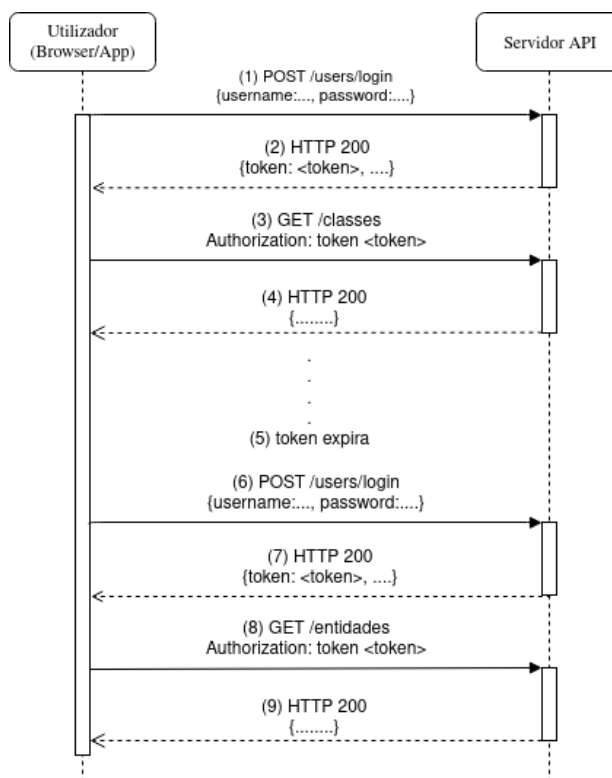 Utilizador
(Browser/App)
Servidor API
(1) POST /users/login
{username:..., password:....}
(2) HTTP 200
{token: <token>, ....}
(3) GET /classes
Authorization: token <token>
(4) HTTP 200
{........}
.
.
.
.
(5) token expira
(6) POST /users/login
{username:..., password:....}
(7) HTTP 200
{token: <token>, ....}
(8) GET /entidades
Authorization: token <token>
(9) HTTP 200
{........}